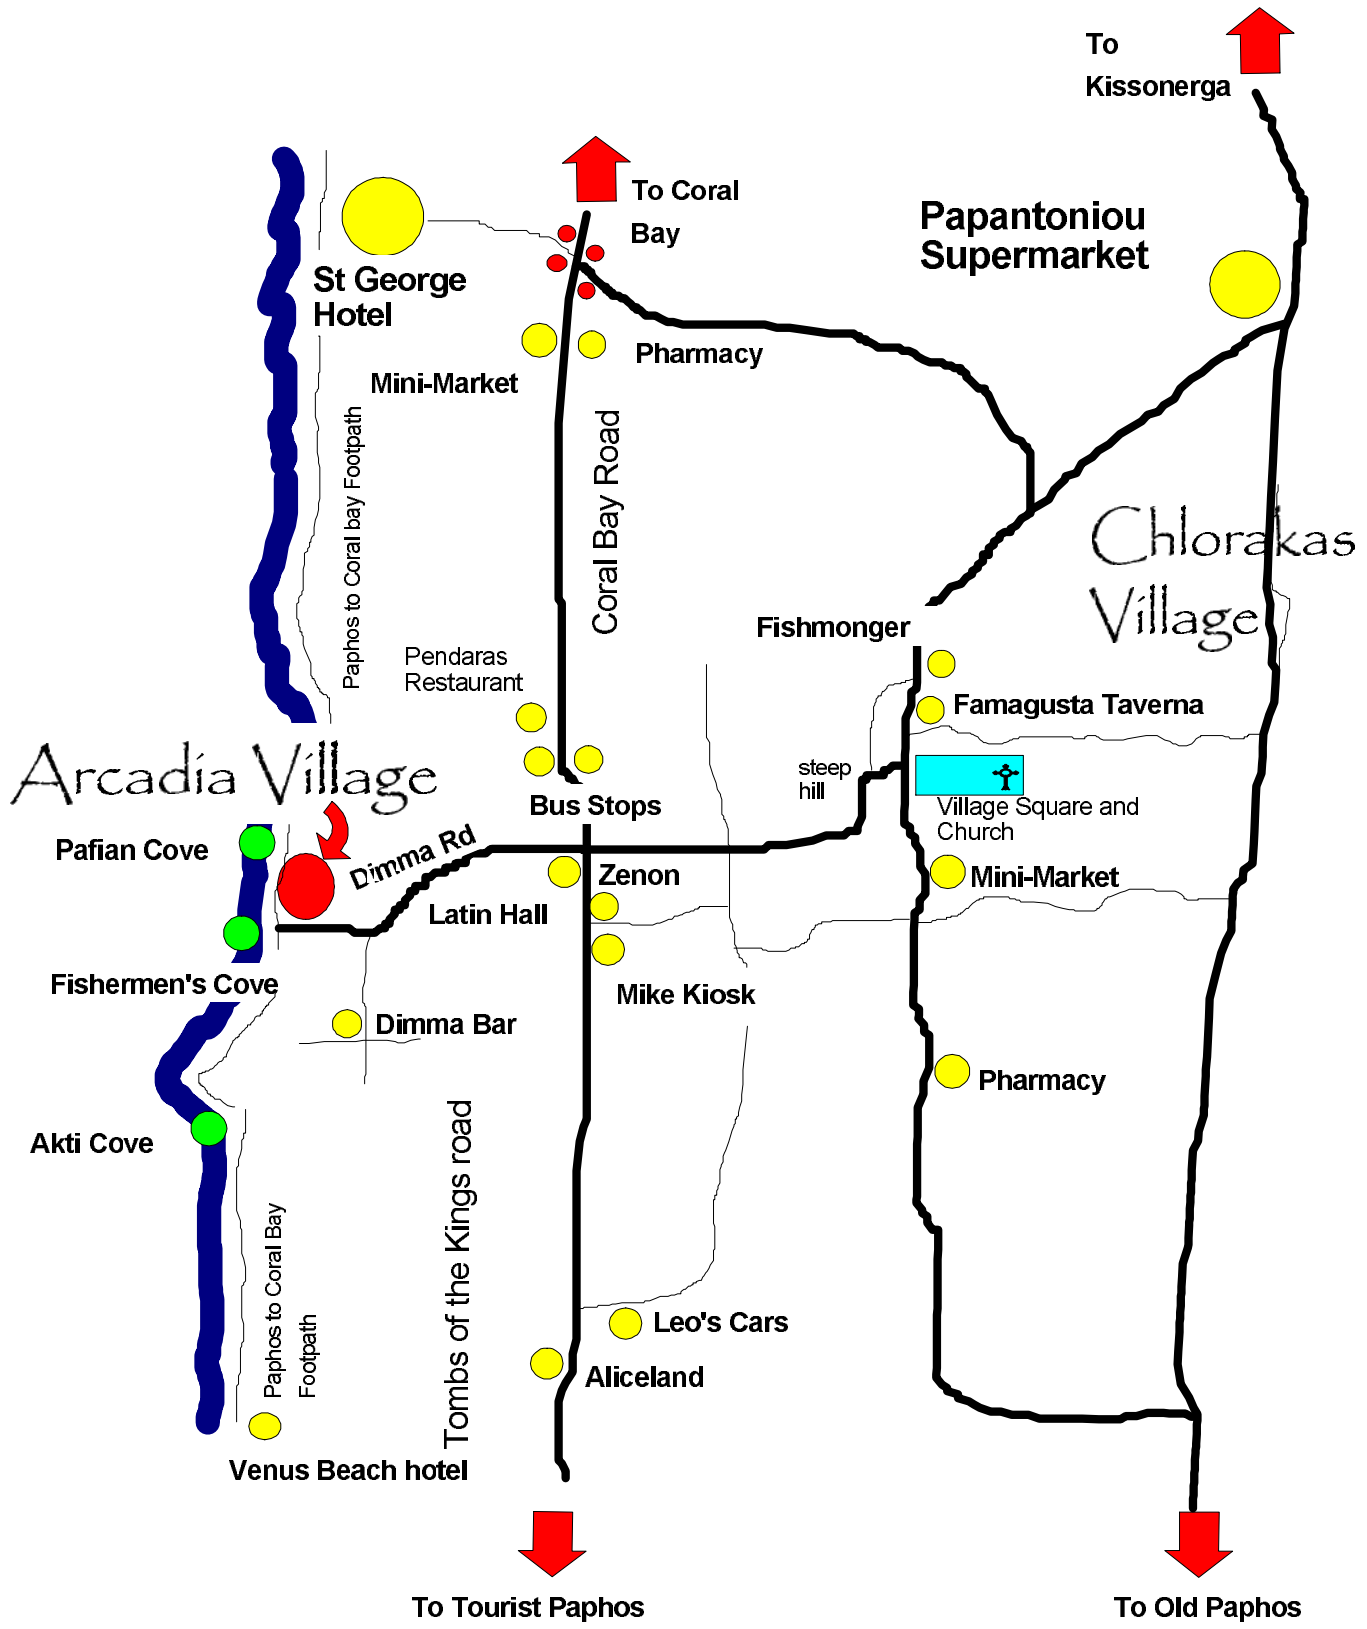 To
Kissonerga
To Coral
Bay
Papantoniou
Supermarket
St George
Hotel
Pharmacy
Mini-Market
Paphos to Coral bay Footpath
Coral Bay Road
Chlorakas
Village
Fishmonger
Pendaras
Restaurant
Famagusta Taverna
Arcadia Village
steep
hill
Bus Stops
Village Square and
Church
Pafian Cove
Dimma Rd
Zenon
Mini-Market
Latin Hall
Fishermen's Cove
Mike Kiosk
Dimma Bar
Pharmacy
Akti Cove
Tombs of the Kings road
Paphos to Coral Bay
Footpath
Leo's Cars
Aliceland
Venus Beach hotel
To Tourist Paphos
To Old Paphos